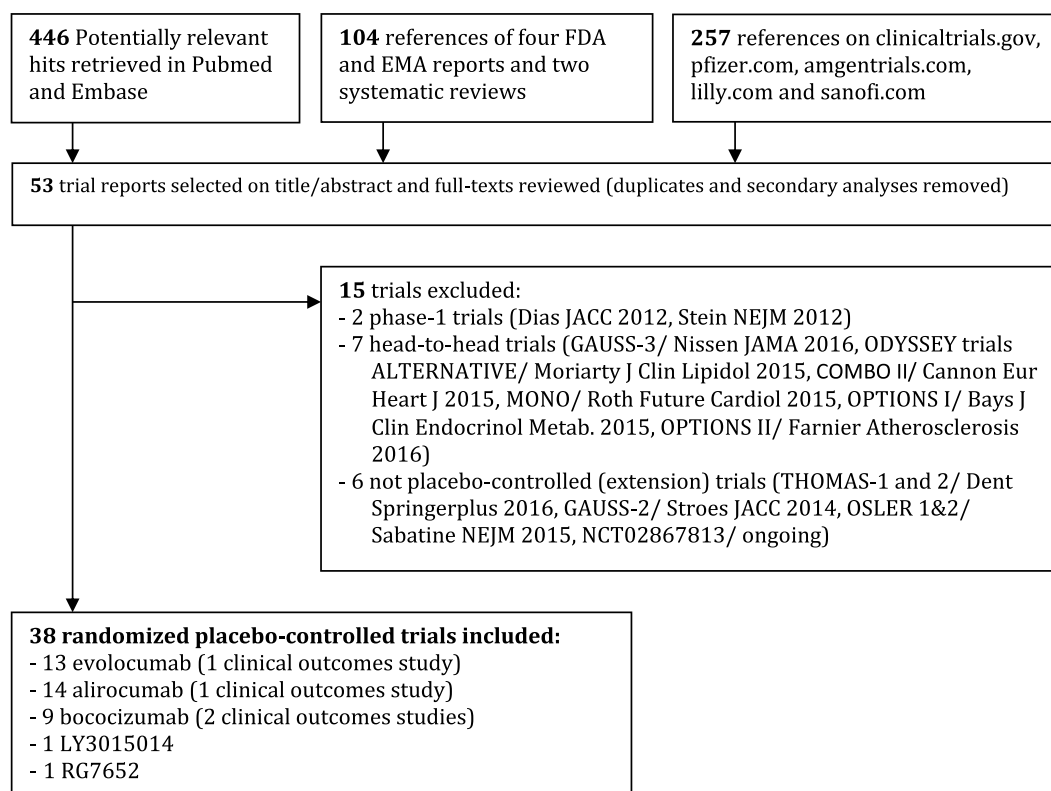 446 Potentially relevant
hits retrieved in Pubmed
and Embase
104 references of four FDA
and EMA reports and two
systematic reviews
257 references on clinicaltrials.gov,
pfizer.com, amgentrials.com,
lilly.com and sanofi.com
53 trial reports selected on title/abstract and full-texts reviewed (duplicates and secondary analyses removed)
15 trials excluded:
- 2 phase-1 trials (Dias JACC 2012, Stein NEJM 2012)
- 7 head-to-head trials (GAUSS-3/ Nissen JAMA 2016, ODYSSEY trials
ALTERNATIVE/ Moriarty J Clin Lipidol 2015, COMBO II/ Cannon Eur
Heart J 2015, MONO/ Roth Future Cardiol 2015, OPTIONS I/ Bays J
Clin Endocrinol Metab. 2015, OPTIONS II/ Farnier Atherosclerosis
2016)
- 6 not placebo-controlled (extension) trials (THOMAS-1 and 2/ Dent
Springerplus 2016, GAUSS-2/ Stroes JACC 2014, OSLER 1&2/
Sabatine NEJM 2015, NCT02867813/ ongoing)
38 randomized placebo-controlled trials included:
- 13 evolocumab (1 clinical outcomes study)
- 14 alirocumab (1 clinical outcomes study)
- 9 bococizumab (2 clinical outcomes studies)
- 1 LY3015014
- 1 RG7652